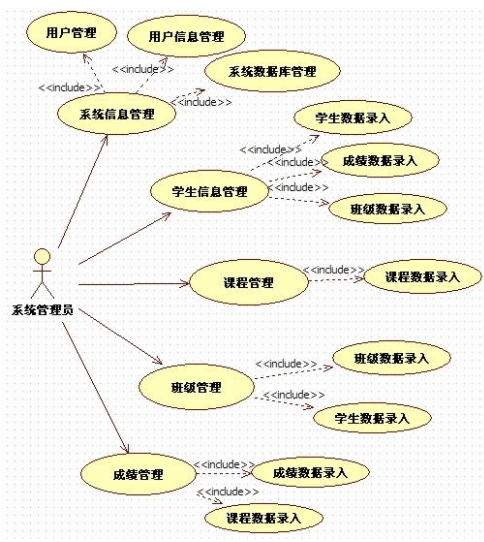 用户管理
用户信息管理
<<include>>
<<include>>
系统数据库管理
<<include>>
系统信息管理
学生数据录入
<<include>>
成绩数据录入
<<include>>
学生信息管理
<<include>>
班级数据录入
课程管理
<<include>>
课程数据录入
系统管理员
班级数据录入
<<include>>
班级管理
<<include>>
学生数据录入
成绩管理
<<include>>
成绩数据录入
<<include>>
课程数据录入